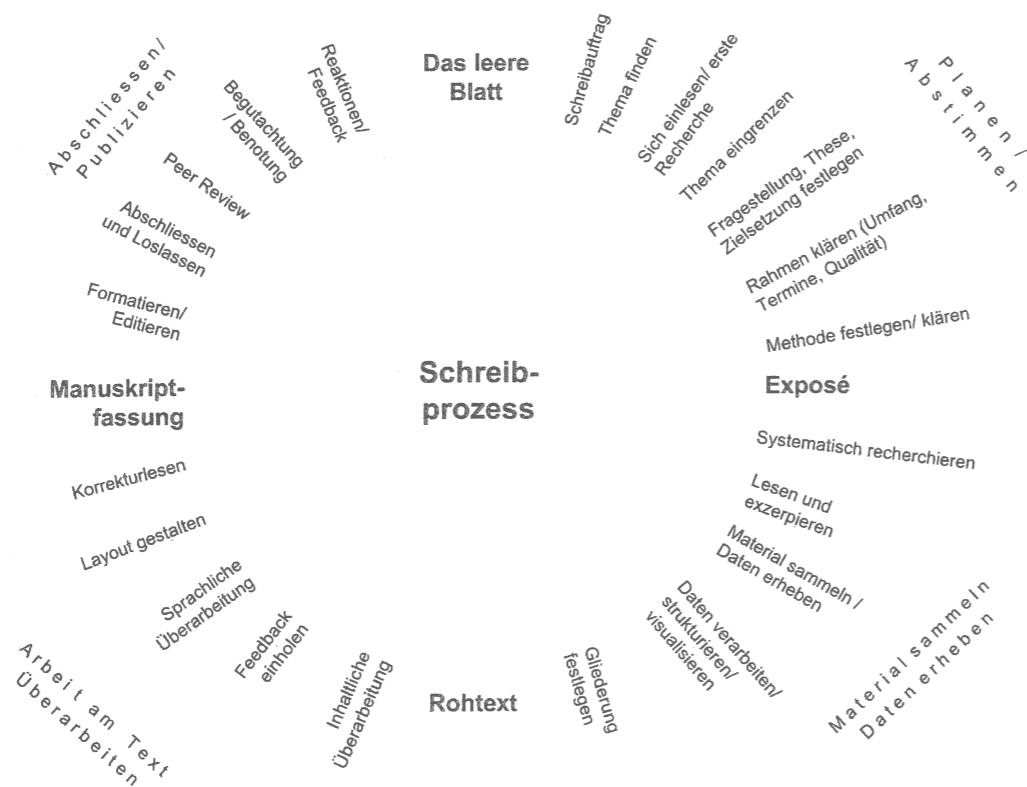 Das leere
Blatt
Schreibauftrag
Thema finden
Sich einlesen/ erste
Recherche
Thema eingrenzen
Fragestellung, These,
Zielsetzung festlegen
Rahmen klären (Umfang,
Termine, Qualität)
Methode festlegen/ klären
Planen /
Abstimmen
Exposé
Systematisch recherchieren
Lesen und
exzerpieren
Material sammeln /
Daten erheben
Daten verarbeiten/
strukturieren/
visualisieren
Gliederung
festlegen
Material sammeln
Daten erheben
Rohtext
Inhaltliche
Überarbeitung
Feedback
einholen
Sprachliche
Überarbeitung
Layout gestalten
Korrekturlesen
Arbeit am Text
Überarbeiten
Manuskript-
fassung
Formatieren/
Editieren
Abschliessen
und Loslassen
Peer Review
Begutachtung
/ Benotung
Reaktionen/
Feedback
Abschliessen/
Publizieren
Schreib-
prozess